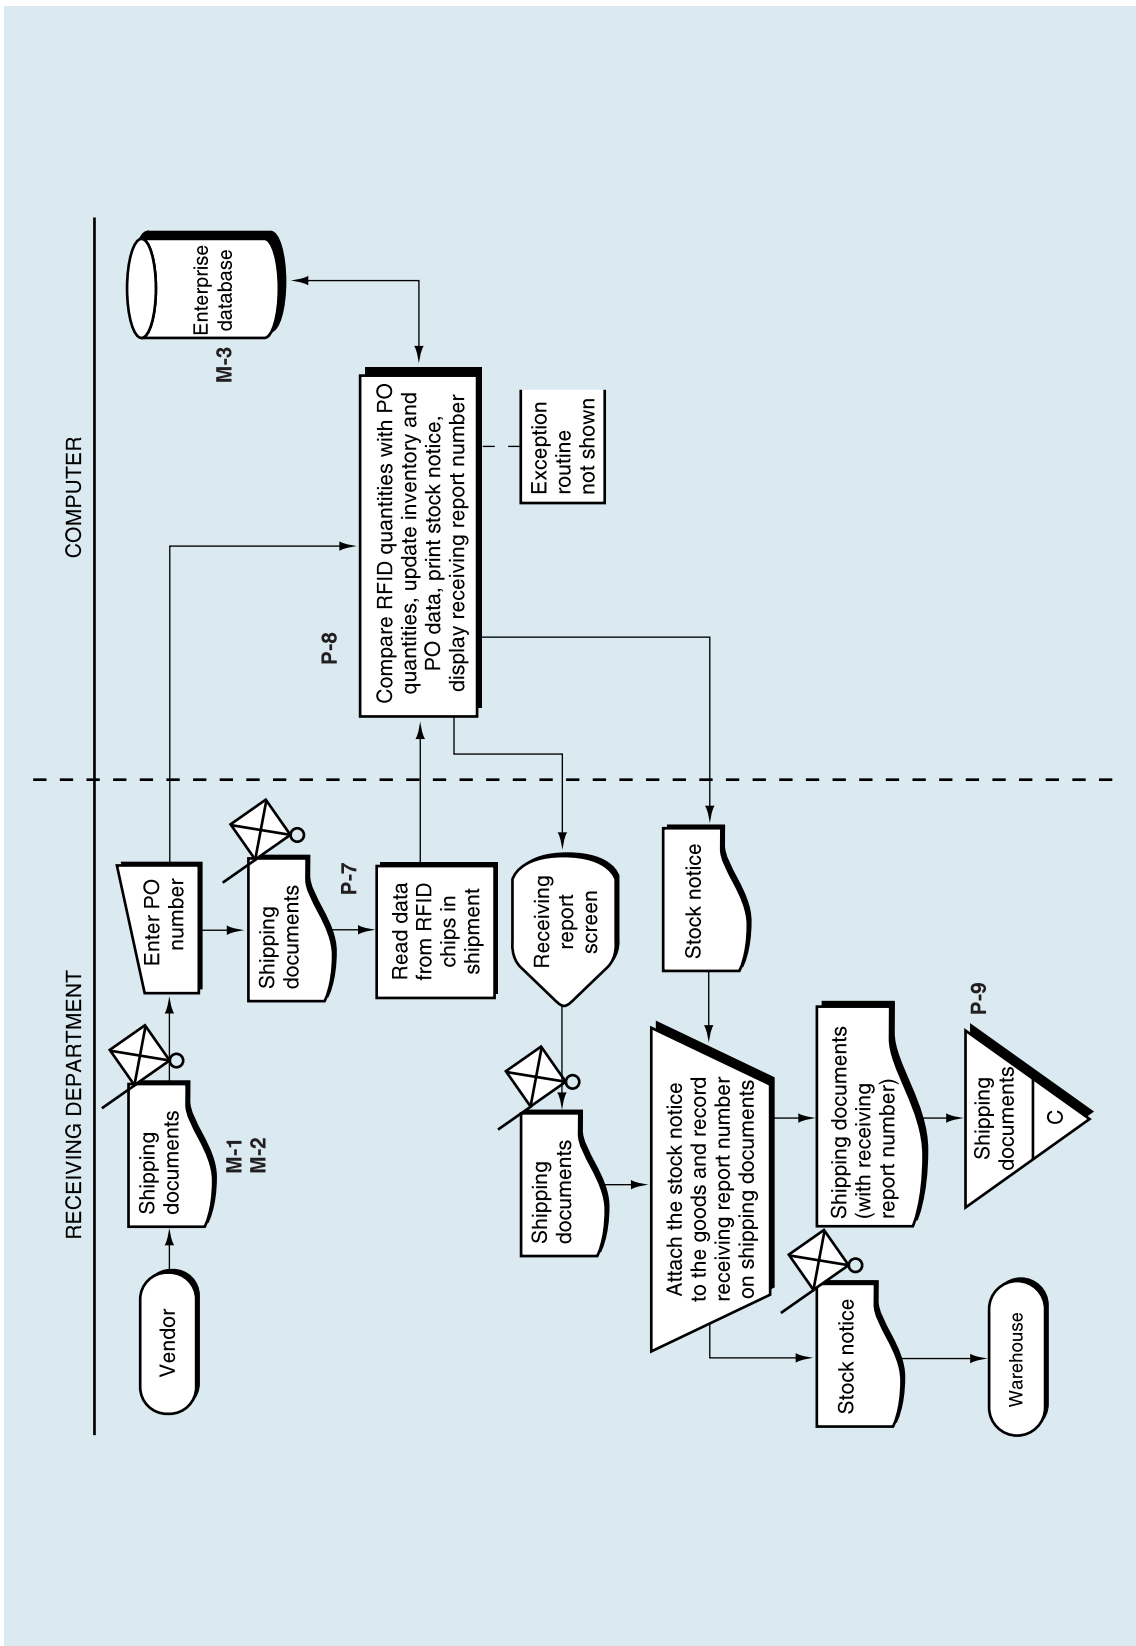 RECEIVING DEPARTMENT
COMPUTER
Vendor
Shipping
documents
M-1
M-2
Enter PO
number
Shipping
documents
P-7
Read data
from RFID
chips in
shipment
P-8
Compare RFID quantities with PO
quantities, update inventory and
PO data, print stock notice,
display receiving report number
M-3
Enterprise
database
Exception
routine
not shown
Receiving
report
screen
Shipping
documents
Stock notice
Attach the stock notice
to the goods and record
receiving report number
on shipping documents
Stock notice
Shipping documents
(with receiving
report number)
P-9
Shipping
documents
C
Warehouse